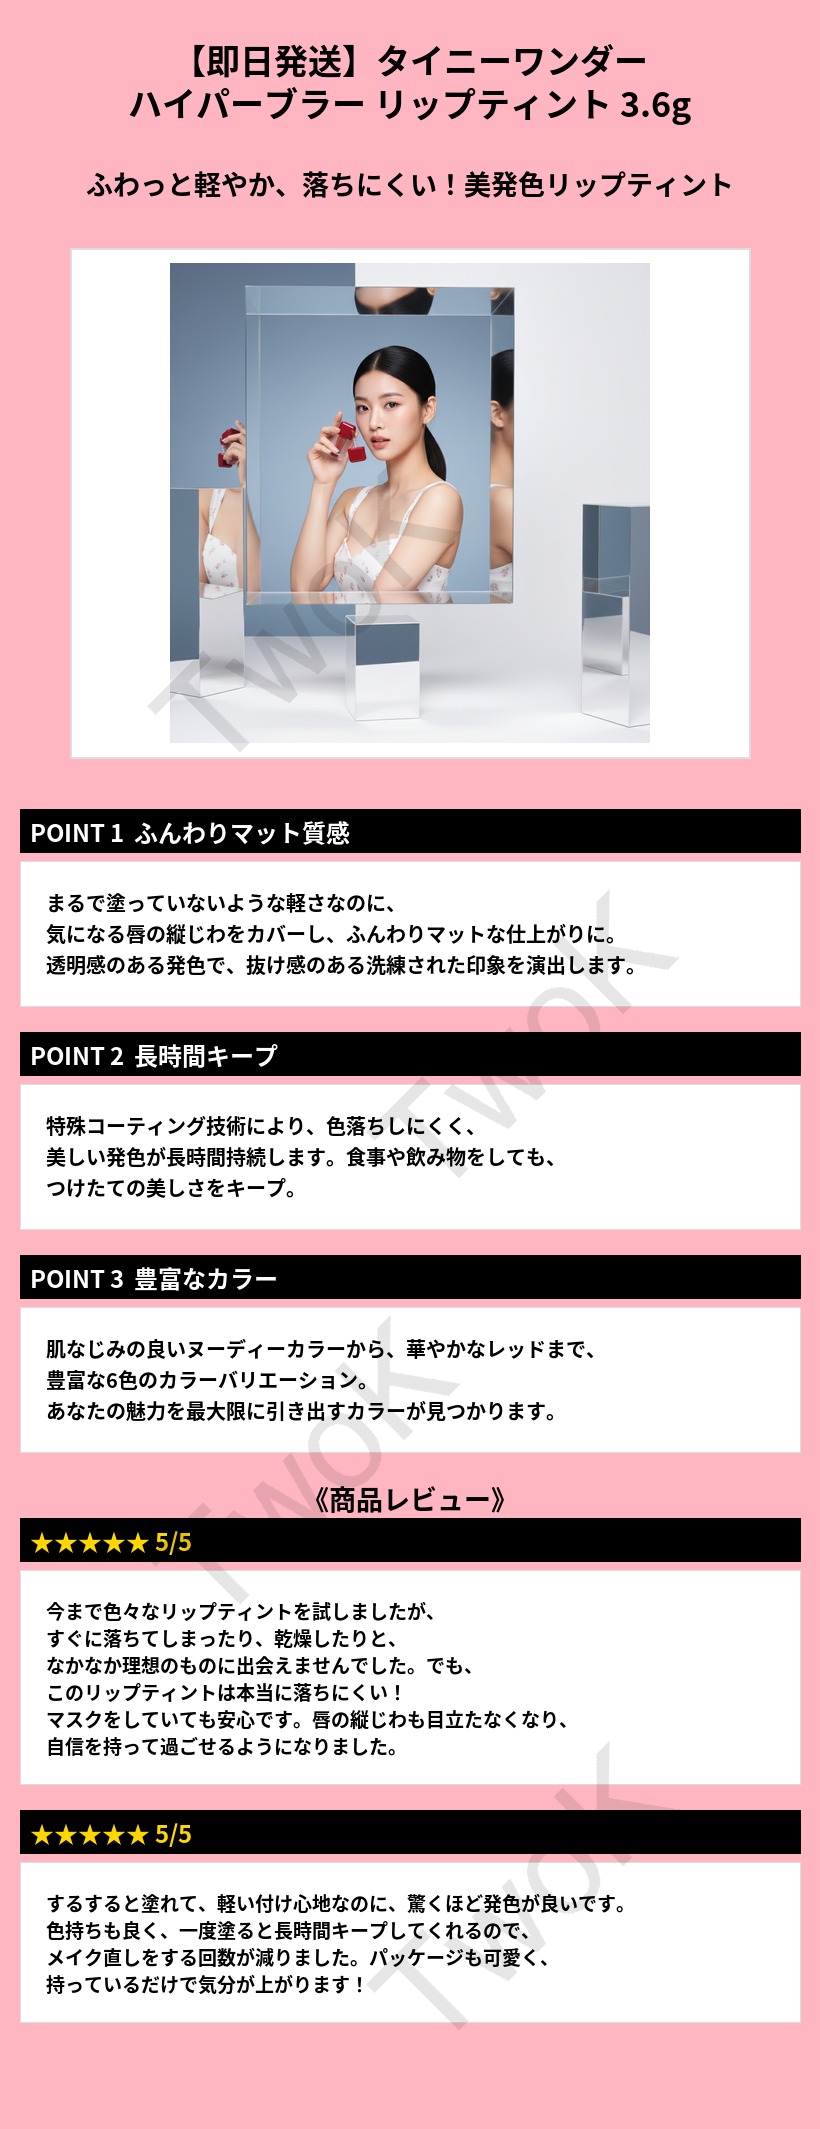 【即日発送】タイニーワンダー
ハイパーブラー リップティント 3.6g
ふわっと軽やか、落ちにくい！美発色リップティント
TwoK
POINT 1 ふんわりマット質感
まるで塗っていないような軽さなのに、
気になる唇の縦じわをカバーし、ふんわりマットな仕上がりに。
透明感のある発色で、抜け感のある洗練された印象を演出します。
TwoK
POINT 2 長時間キープ
特殊コーティング技術により、色落ちしにくく、
美しい発色が長時間持続します。食事や飲み物をしても、
つけたての美しさをキープ。
POINT 3 豊富なカラー
肌なじみの良いヌーディーカラーから、華やかなレッドまで、
豊富な6色のカラーバリエーション。
あなたの魅力を最大限に引き出すカラーが見つかります。
TwoK
《商品レビュー》
★★★★★ 5/5
今まで色々なリップティントを試しましたが、
すぐに落ちてしまったり、乾燥したりと、
なかなか理想のものに出会えませんでした。でも、
このリップティントは本当に落ちにくい！
マスクをしていても安心です。唇の縦じわも目立たなくなり、
自信を持って過ごせるようになりました。
TwoK
★★★★★ 5/5
するすると塗れて、軽い付け心地なのに、驚くほど発色が良いです。
色持ちも良く、一度塗ると長時間キープしてくれるので、
メイク直しをする回数が減りました。パッケージも可愛く、
持っているだけで気分が上がります！